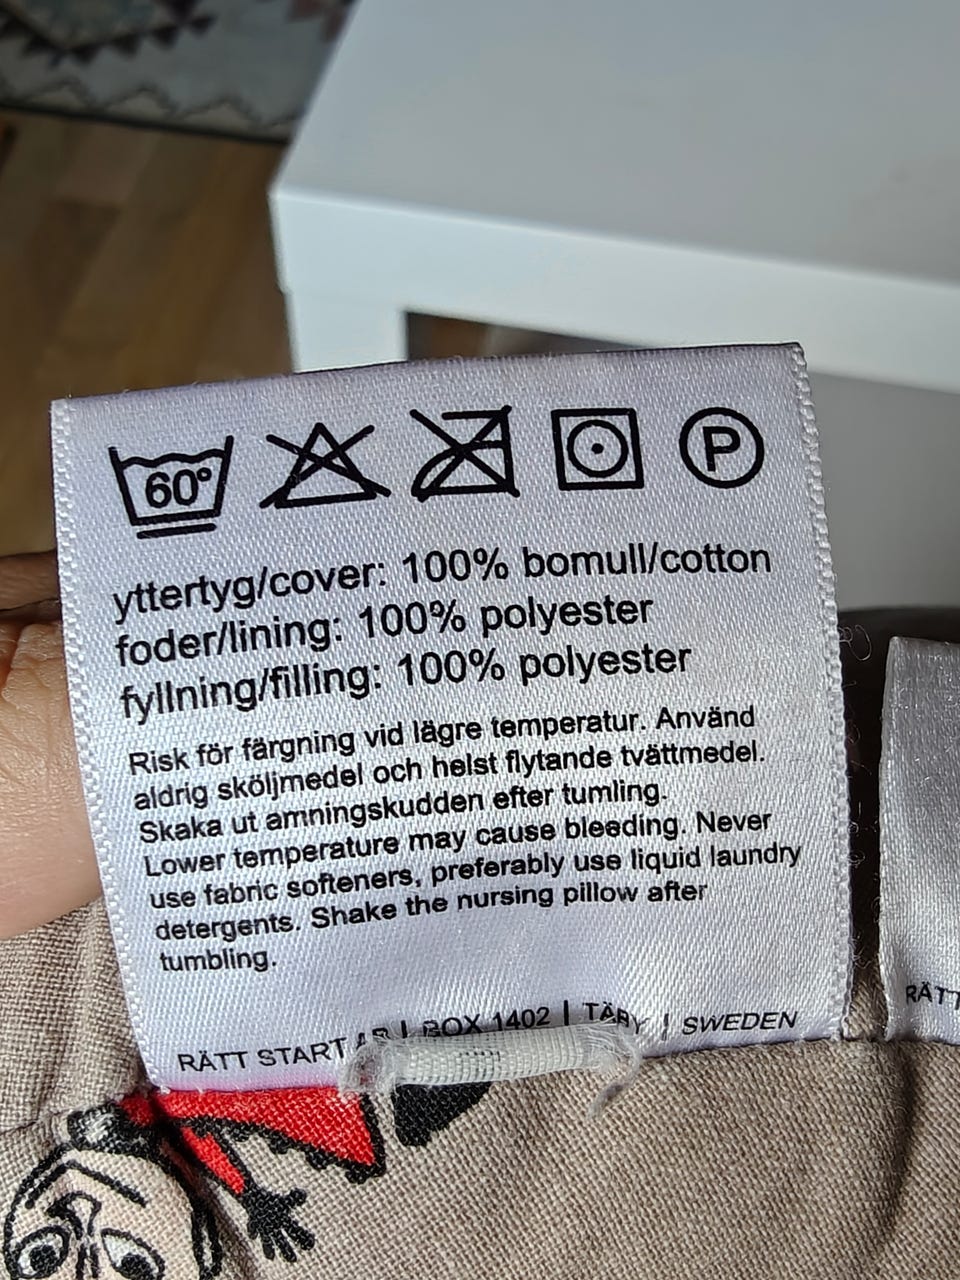 60°
P
yttertyg/cover: 100% bomull/cotton
foder/lining: 100% polyester
fyllning/filling: 100% polyester
Risk för färgning vid lägre temperatur. Använd
aldrig sköljmedel och helst flytande tvättmedel.
Skaka ut amningskudden efter tumling.
Lower temperature may cause bleeding. Never
use fabric softeners, preferably use liquid laundry
detergents. Shake the nursing pillow after
tumbling.
RÄTT START AB | BOX 1402 | TÄBY | SWEDEN
RÄTT